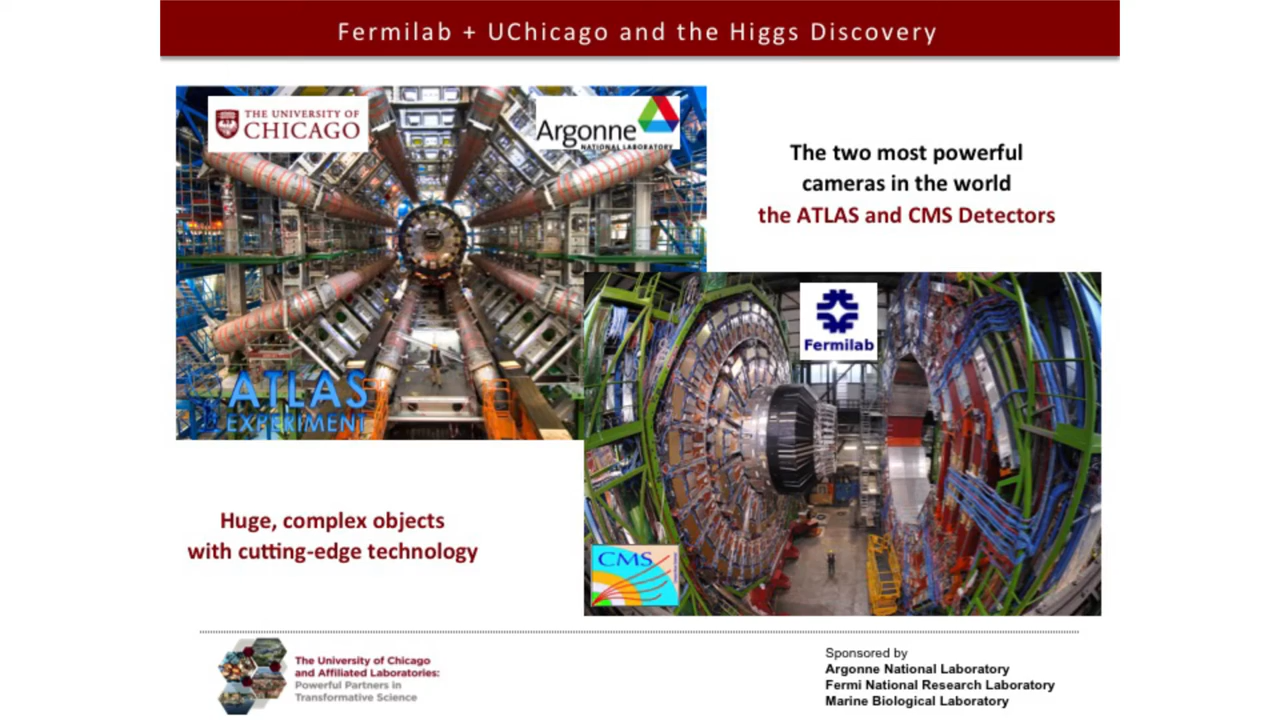 Fermilab + UChicago and the Higgs Discovery
THE UNIVERSITY OF
CHICAGO
Argonne
NATIONAL LABORATORY
The two most powerful
cameras in the world
the ATLAS and CMS Detectors
Fermilab
ATLAS
EXPERIMENT
Huge, complex objects
with cutting-edge technology
CMS
The University of Chicago
and Affiliated Laboratories:
Powerful Partners in
Transformative Science
Sponsored by
Argonne National Laboratory
Fermi National Research Laboratory
Marine Biological Laboratory